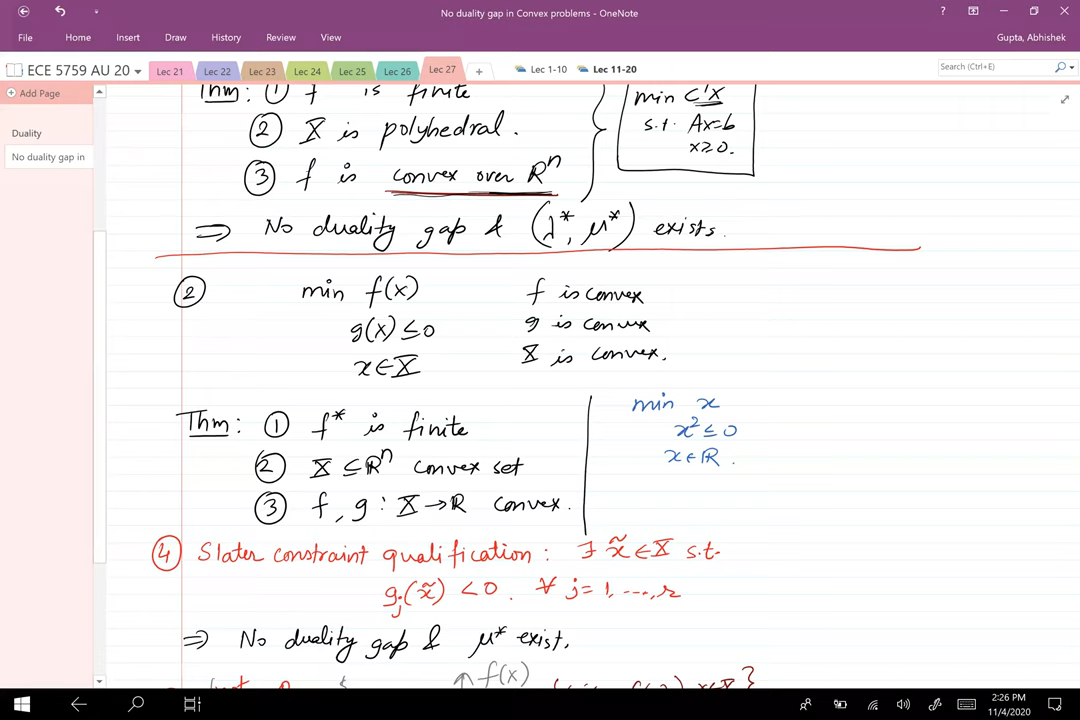 No duality gap in Convex problems - OneNote
Gupta, Abhishek
File Home Insert Draw History Review View
ECE 5759 AU 20
Lec 21 Lec 22 Lec 23 Lec 24 Lec 25 Lec 26 Lec 27 + Lec 1-10 Lec 11-20
Search (Ctrl+E)
Add Page
Duality
No duality gap in
Thm: ① f is finite
② X is polyhedral.
③ f is convex over Rⁿ
min c'x
s.t. Ax=b
x≥0.
⇒ No duality gap & (λ*, μ*) exists.
② min f(x) f is convex
g(x) ≤ 0 g is convex
x∈X X is convex.
Thm: ① f* is finite
② X ⊆ Rⁿ convex set
③ f, g : X → R convex.
min x
x² ≤ 0
x∈R.
④ Slater constraint qualification: ∃ x̃ ∈ X s.t.
gⱼ(x̃) < 0. ∀ j = 1, ..., r
⇒ No duality gap & μ* exist.
↑ f(x)
2:26 PM
11/4/2020